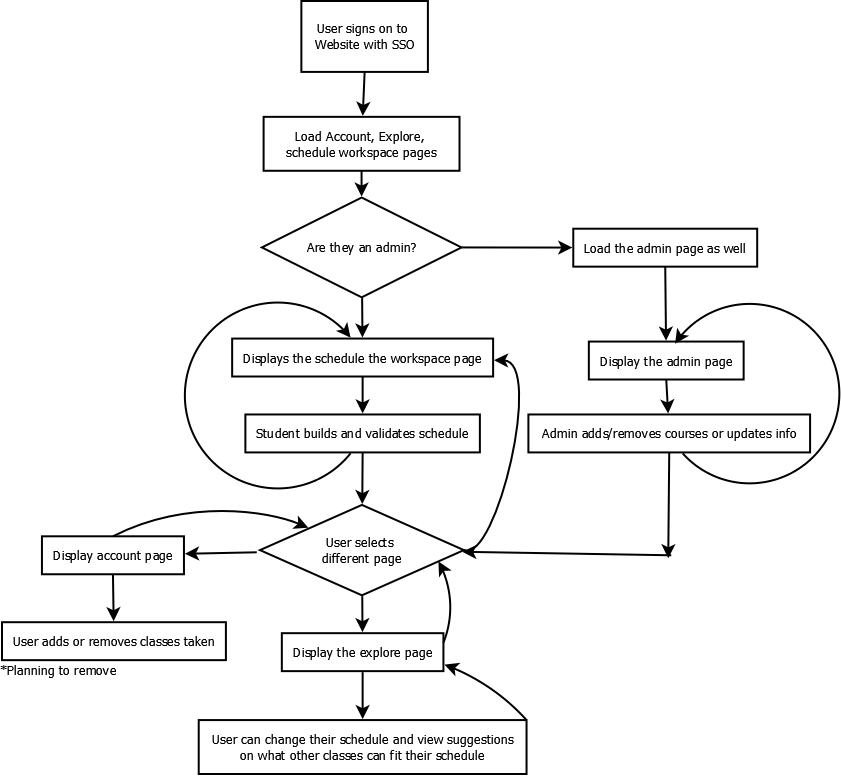 User signs on to
Website with SSO
Load Account, Explore,
schedule workspace pages
Are they an admin?
Load the admin page as well
Displays the schedule the workspace page
Display the admin page
Student builds and validates schedule
Admin adds/removes courses or updates info
User selects
different page
Display account page
User adds or removes classes taken
*Planning to remove
Display the explore page
User can change their schedule and view suggestions
on what other classes can fit their schedule